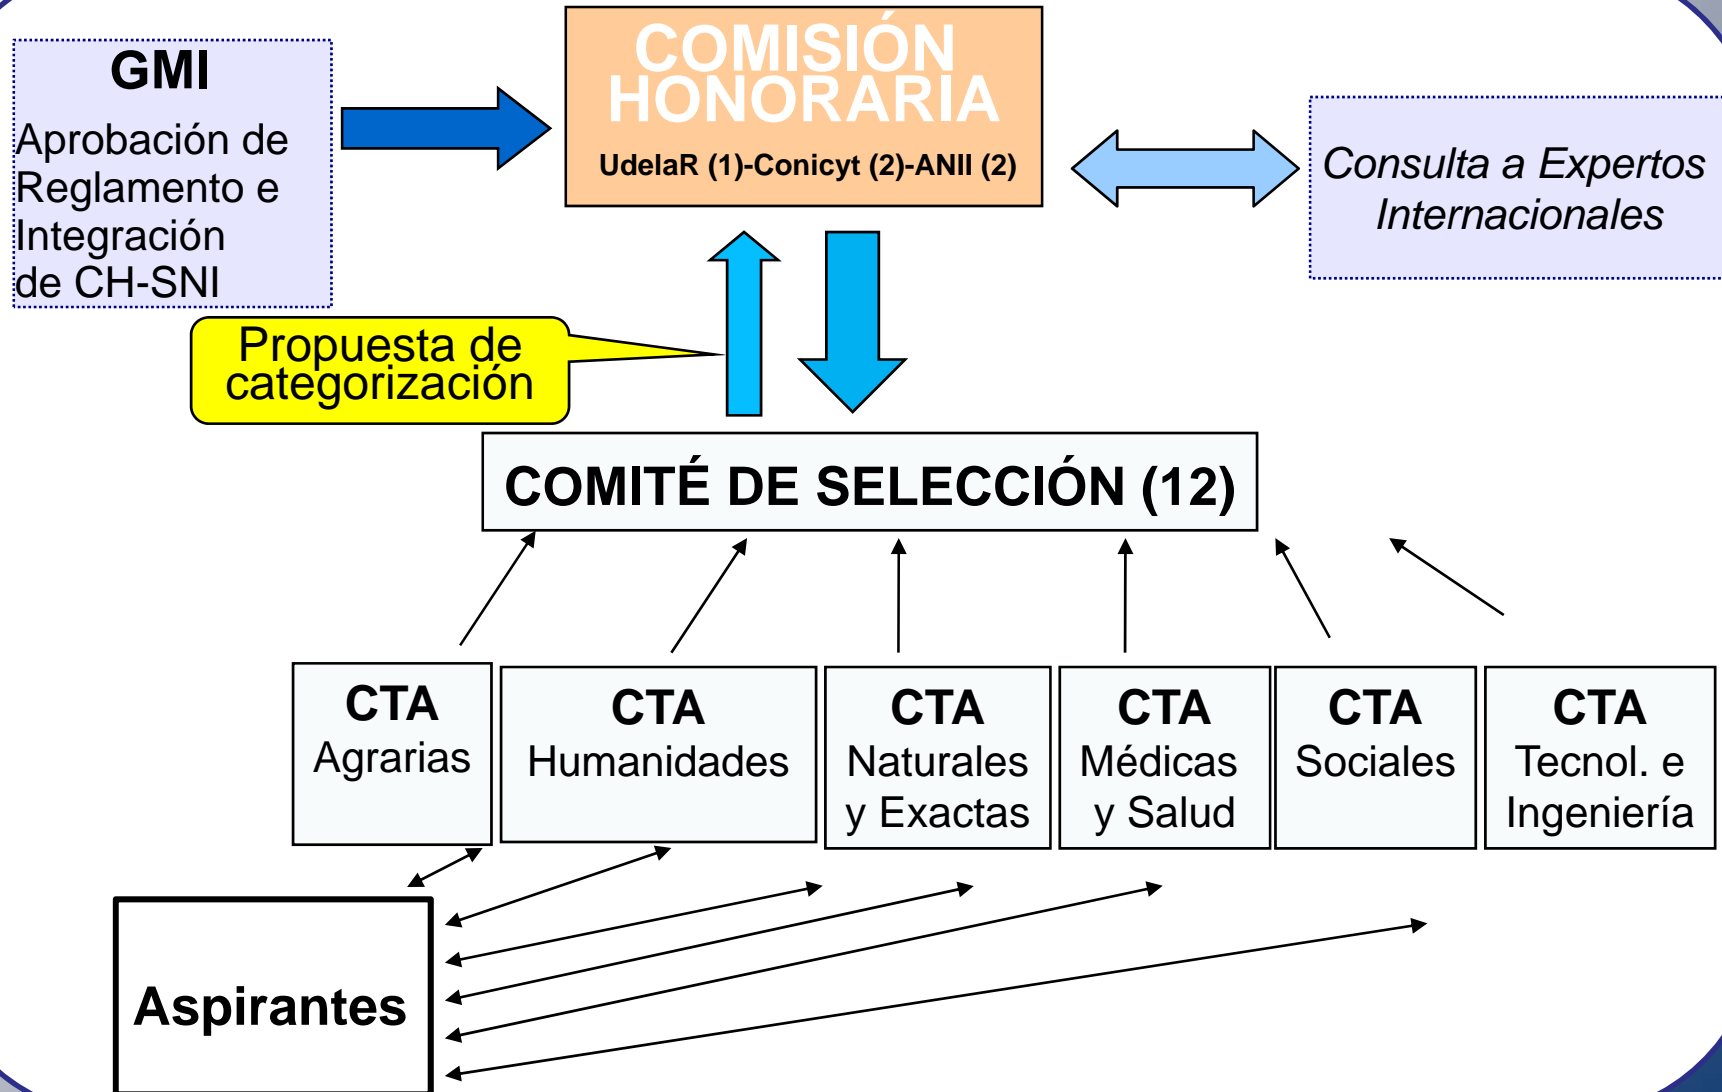 GMI
Aprobación de
Reglamento e
Integración
de CH-SNI
COMISIÓN
HONORARIA
UdelaR (1)-Conicyt (2)-ANII (2)
Consulta a Expertos
Internacionales
Propuesta de
categorización
COMITÉ DE SELECCIÓN (12)
CTA
Agrarias
CTA
Humanidades
CTA
Naturales
y Exactas
CTA
Médicas
y Salud
CTA
Sociales
CTA
Tecnol. e
Ingeniería
Aspirantes